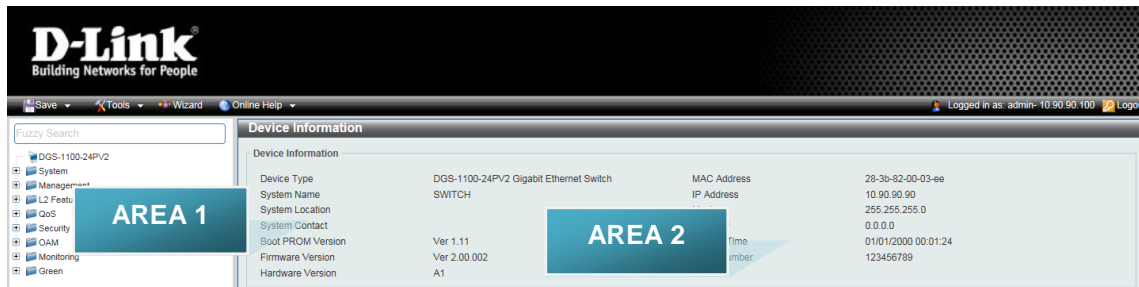 D-Link®
Building Networks for People
Save Tools Wizard Online Help Logged in as: admin- 10.90.90.100
Fuzzy Search
DGS-1100-24PV2
System
Management
L2
QoS
Security
OAM
Monitoring
Green
AREA 1
Device Information
Device Information
Device Type DGS-1100-24PV2 Gigabit Ethernet Switch MAC Address 28-3b-82-00-03-ee
System Name SWITCH IP Address 10.90.90.90
System Location 255.255.255.0
System Contact 0.0.0.0
Boot PROM Version Ver 1.11 Time 01/01/2000 00:01:24
Firmware Version Ver 2.00.002 123456789
Hardware Version A1
AREA 2